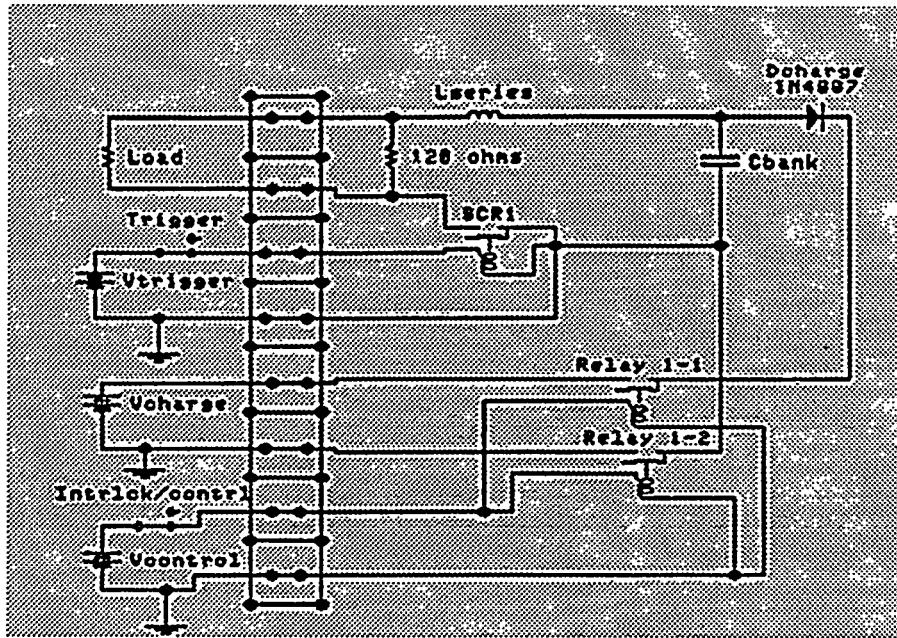 Dcharge
1N4007
Lseries
Load
120 ohms
Cbank
Trigger
SCR1
Vtrigger
Relay 1-1
Vcharge
Relay 1-2
Intrlck/contrl
Vcontrol